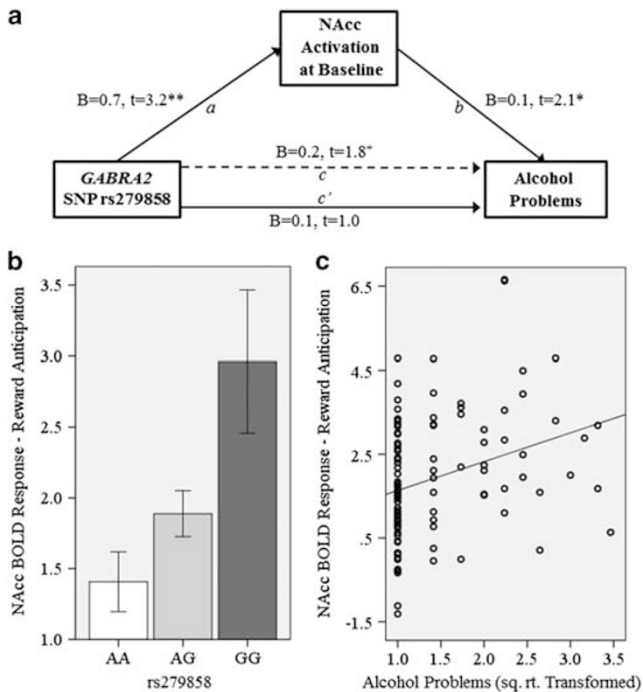 a
NAcc
Activation
at Baseline
B=0.7, t=3.2**
a
b
B=0.1, t=2.1*
B=0.2, t=1.8⁺
c
GABRA2
SNP rs279858
c'
B=0.1, t=1.0
Alcohol
Problems
b
NAcc BOLD Response - Reward Anticipation
3.5
3.0
2.5
2.0
1.5
1.0
AA AG GG
rs279858
c
NAcc BOLD Response - Reward Anticipation
6.5
4.5
2.5
.5
-1.5
1.0 1.5 2.0 2.5 3.0 3.5
Alcohol Problems (sq. rt. Transformed)